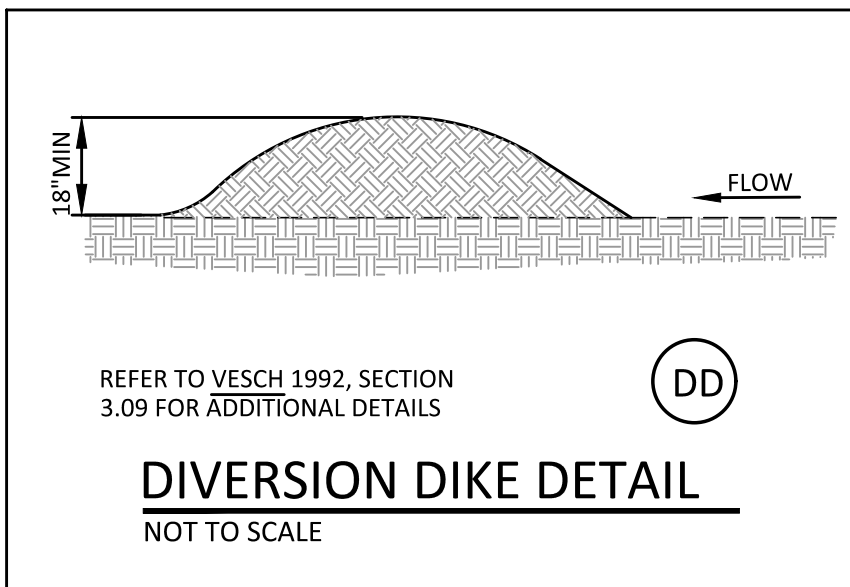 18"MIN
FLOW
REFER TO VESCH 1992, SECTION
3.09 FOR ADDITIONAL DETAILS
DD
DIVERSION DIKE DETAIL
NOT TO SCALE